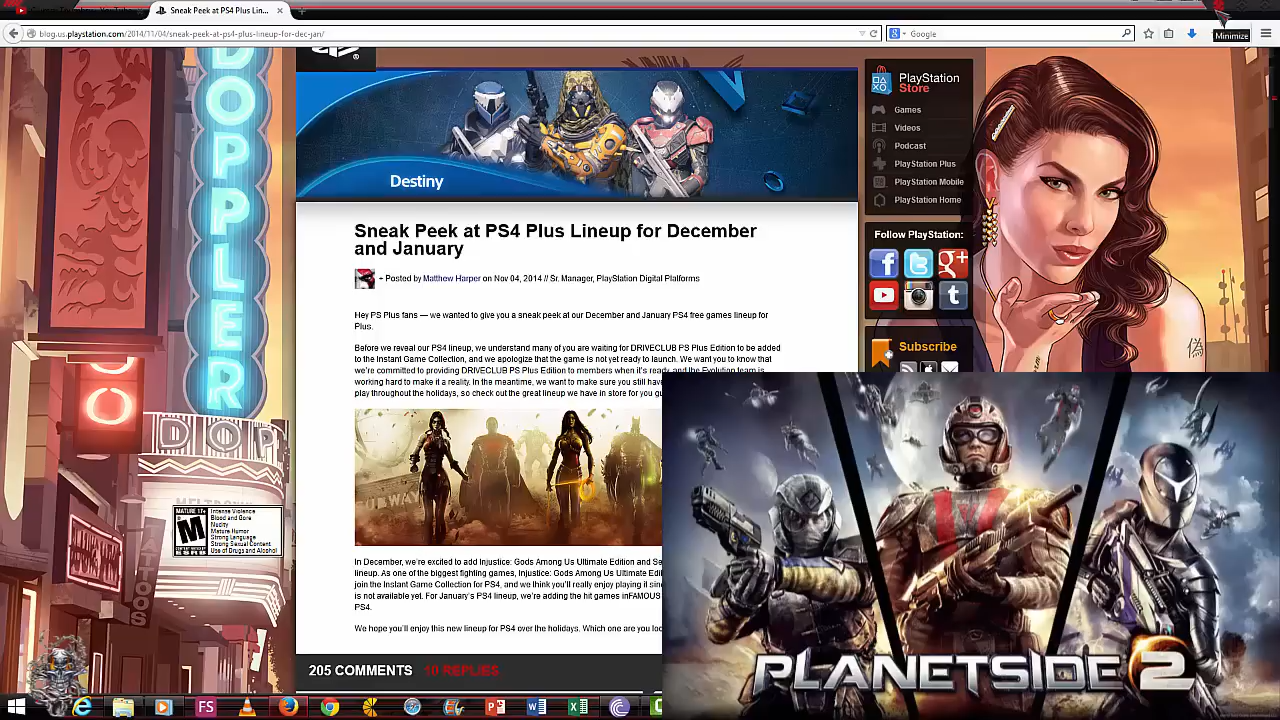 Sneak Peek at PS4 Plus Lin...
Minimize
blog.us.playstation.com/2014/11/04/sneak-peek-at-ps4-plus-lineup-for-dec-jan/
Google
DOPPLER
PlayStation
Store
Games
Videos
Podcast
PlayStation Plus
PlayStation Mobile
PlayStation Home
Destiny
Sneak Peek at PS4 Plus Lineup for December
and January
+ Posted by Matthew Harper on Nov 04, 2014 // Sr. Manager, PlayStation Digital Platforms
Follow PlayStation:
Hey PS Plus fans — we wanted to give you a sneak peek at our December and January PS4 free games lineup for
Plus.
Before we reveal our PS4 lineup, we understand many of you are waiting for DRIVECLUB PS Plus Edition to be added
to the Instant Game Collection, and we apologize that the game is not yet ready to launch. We want you to know that
we're committed to providing DRIVECLUB PS Plus Edition to members when it's ready, and the Evolution team is
working hard to make it a reality. In the meantime, we want to make sure you still have
play throughout the holidays, so check out the great lineup we have in store for you
Subscribe
DOP
SUBWAY
MATURE 17+
M
ESRB
Intense Violence
Blood and Gore
Nudity
Mature Humor
Strong Language
Strong Sexual Content
Use of Drugs and Alcohol
In December, we're excited to add Injustice: Gods Among Us Ultimate Edition and Se
lineup. As one of the biggest fighting games, Injustice: Gods Among Us Ultimate Ed
join the Instant Game Collection for PS4, and we think you'll really enjoy playing it sin
is not available yet. For January's PS4 lineup, we're adding the hit games inFAMOUS
PS4.
We hope you'll enjoy this new lineup for PS4 over the holidays. Which one are you loo
205 COMMENTS 10 REPLIES
PLANETSIDE 2
FS